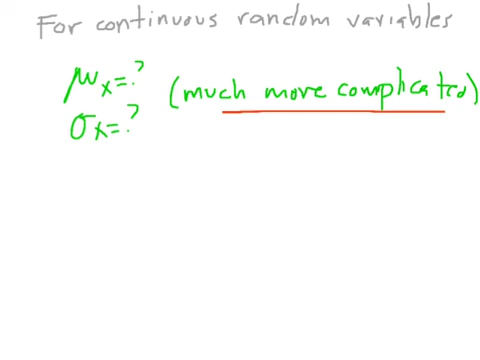 For continuous random variables
μx=? (much more complicated)
σx=?